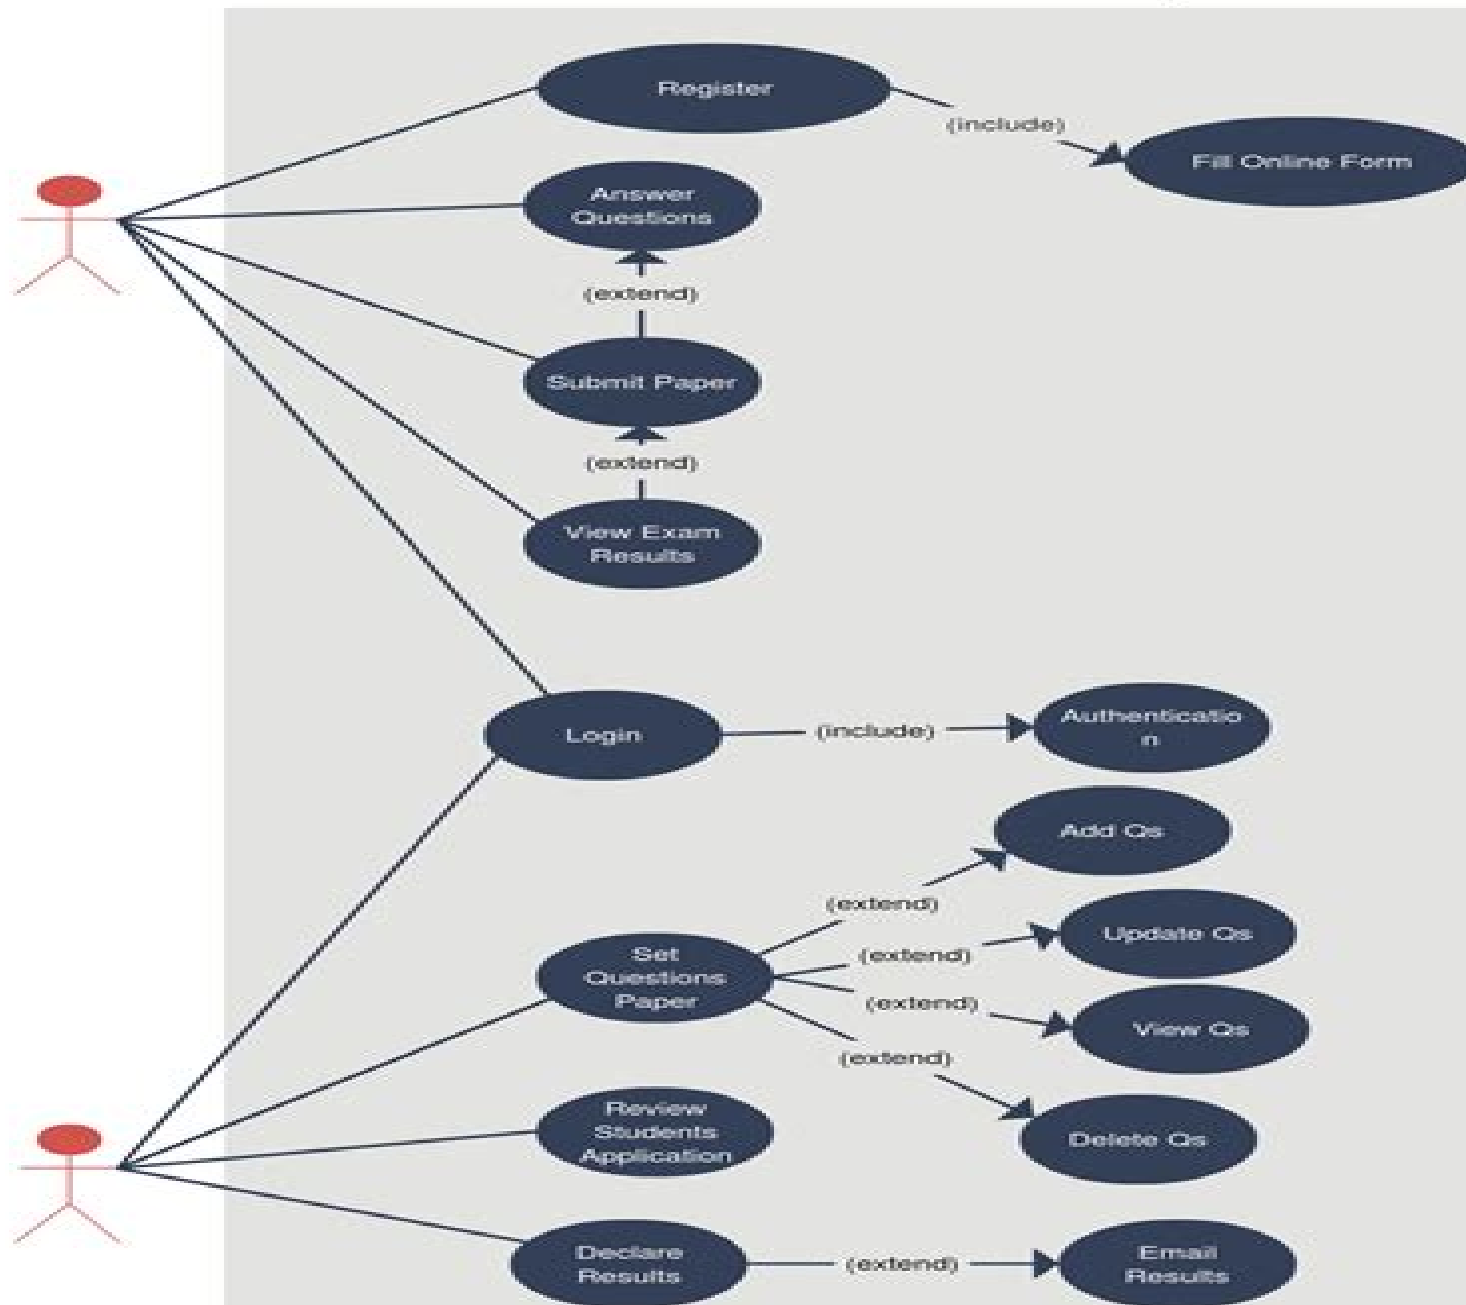 Register
(include)
Fill Online Form
Answer
Questions
(extend)
Submit Paper
(extend)
View Exam
Results
Login
(include)
Authenticatio
n
Add Qs
(extend)
Update Qs
Set
Questions
Paper
(extend)
(extend)
View Qs
(extend)
Delete Qs
Review
Students
Application
Declare
Results
(extend)
Email
Results